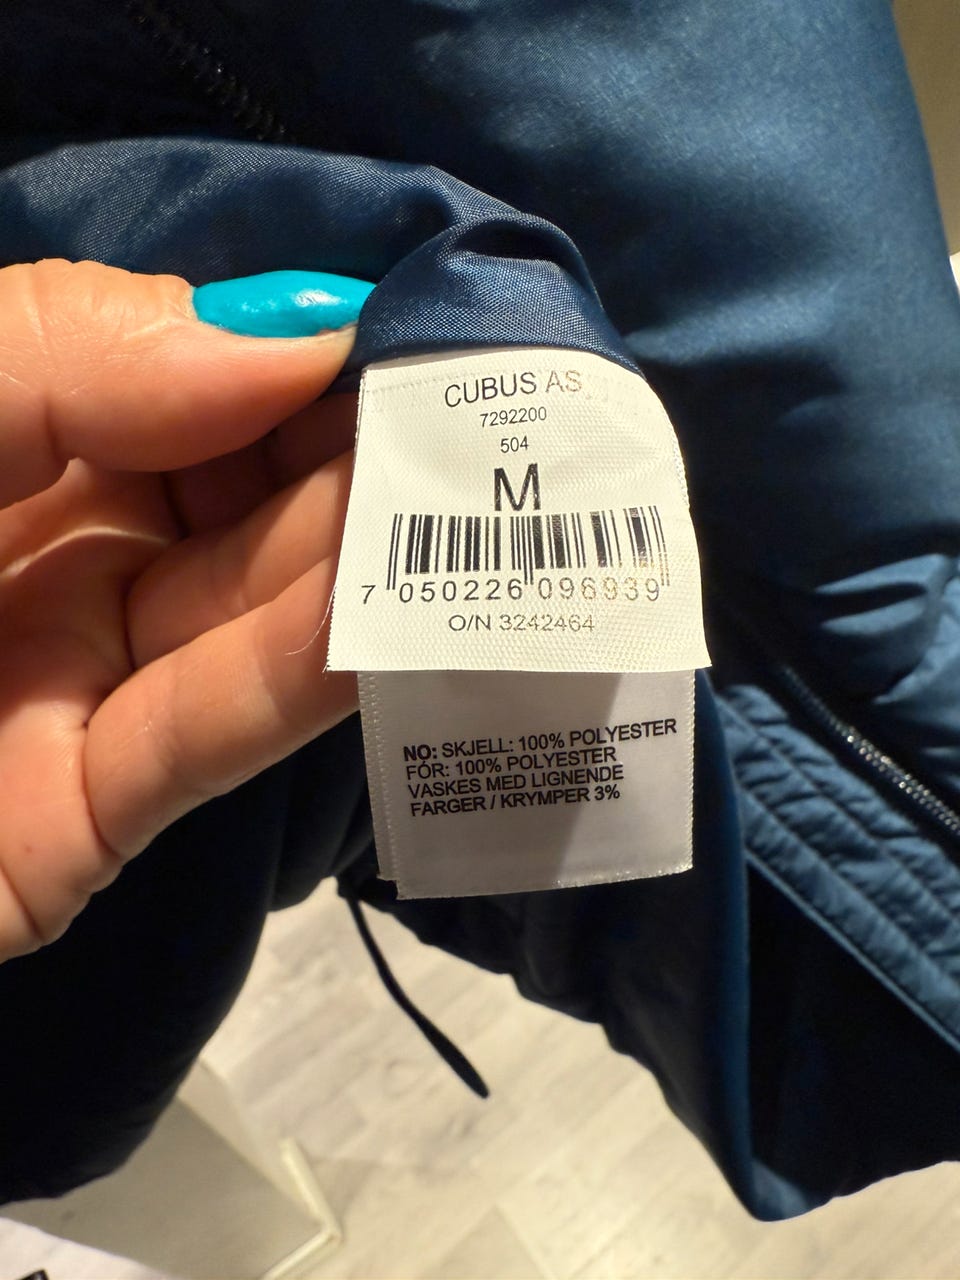 CUBUS AS
7292200
504
M
7 050226 096939
O/N 3242464
NO: SKJELL: 100% POLYESTER
FÓR: 100% POLYESTER
VASKES MED LIGNENDE
FARGER / KRYMPER 3%